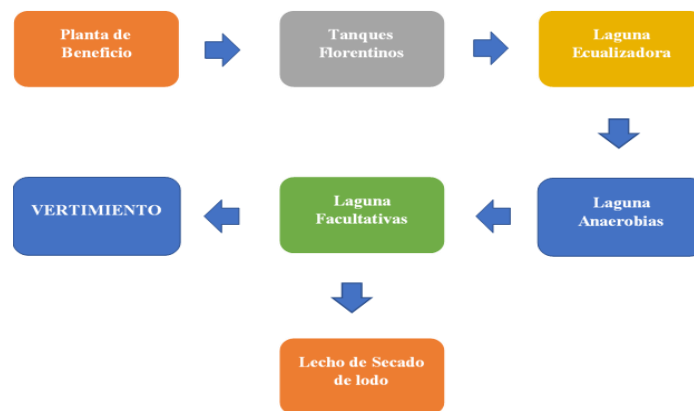 Planta de
Beneficio
Tanques
Florentinos
Laguna
Ecualizadora
VERTIMIENTO
Laguna
Facultativas
Laguna
Anaerobias
Lecho de Secado
de lodo